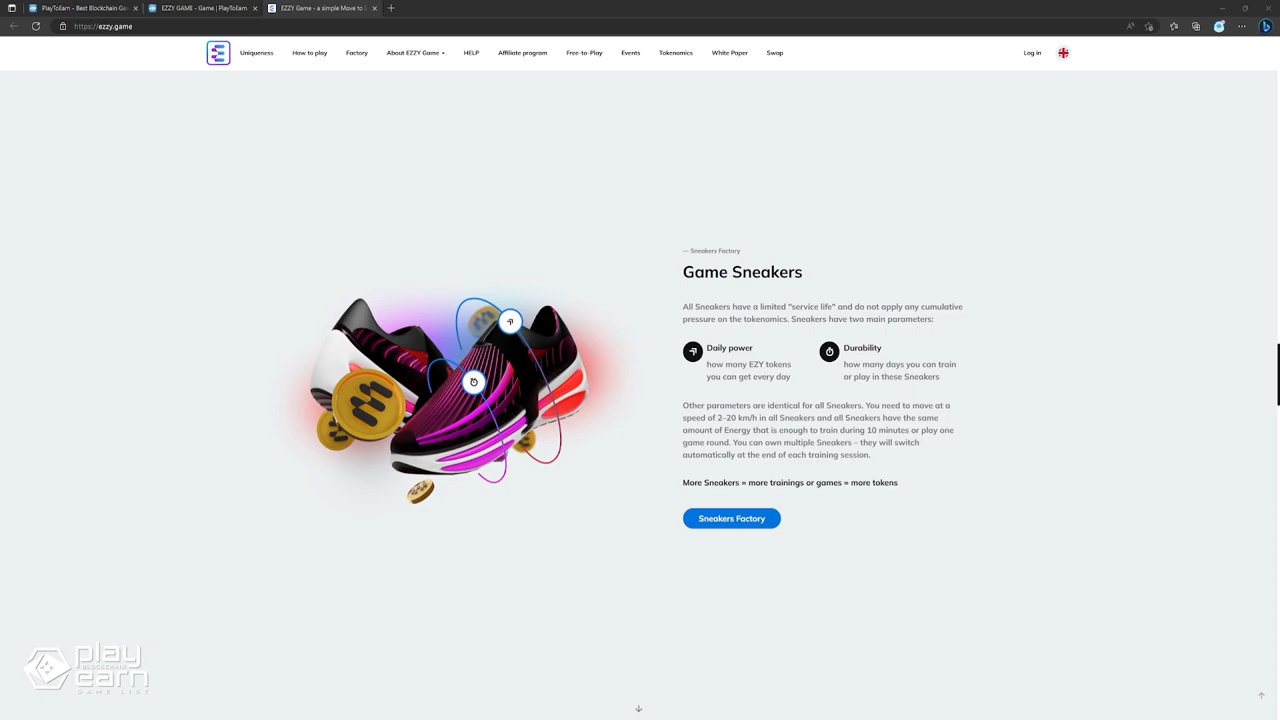 PlayToEarn - Best Blockchain Ga
EZZY GAME - Game | PlayToEarn
EZZY Game - a simple Move to
https://ezzy.game
Uniqueness
How to play
Factory
About EZZY Game
HELP
Affiliate program
Free-to-Play
Events
Tokenomics
White Paper
Swap
Log in
— Sneakers Factory
Game Sneakers
All Sneakers have a limited "service life" and do not apply any cumulative
pressure on the tokenomics. Sneakers have two main parameters:
Daily power
how many EZY tokens
you can get every day
Durability
how many days you can train
or play in these Sneakers
Other parameters are identical for all Sneakers. You need to move at a
speed of 2–20 km/h in all Sneakers and all Sneakers have the same
amount of Energy that is enough to train during 10 minutes or play one
game round. You can own multiple Sneakers – they will switch
automatically at the end of each training session.
More Sneakers = more trainings or games = more tokens
Sneakers Factory
play
BLOCKCHAIN
earn
GAME LIST